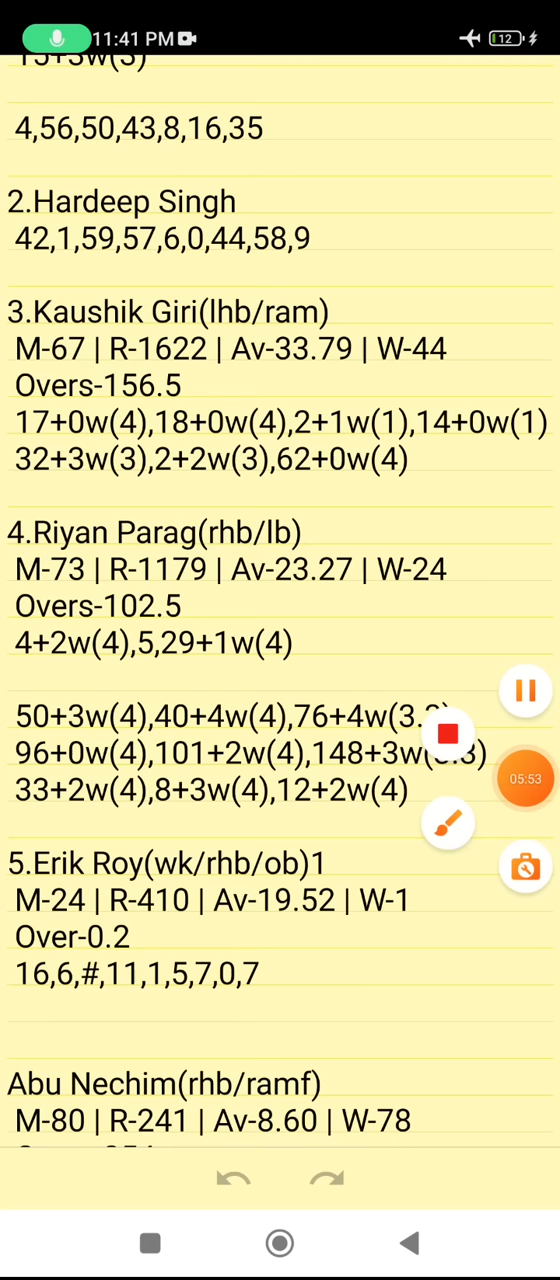 11:41 PM
12
15+3w(3)
4,56,50,43,8,16,35
2.Hardeep Singh
42,1,59,57,6,0,44,58,9
3.Kaushik Giri(lhb/ram)
M-67 | R-1622 | Av-33.79 | W-44
Overs-156.5
17+0w(4),18+0w(4),2+1w(1),14+0w(1)
32+3w(3),2+2w(3),62+0w(4)
4.Riyan Parag(rhb/lb)
M-73 | R-1179 | Av-23.27 | W-24
Overs-102.5
4+2w(4),5,29+1w(4)
50+3w(4),40+4w(4),76+4w(3.
96+0w(4),101+2w(4),148+3w(
05:53
33+2w(4),8+3w(4),12+2w(4)
5.Erik Roy(wk/rhb/ob)1
M-24 | R-410 | Av-19.52 | W-1
Over-0.2
16,6,#,11,1,5,7,0,7
Abu Nechim(rhb/ramf)
M-80 | R-241 | Av-8.60 | W-78